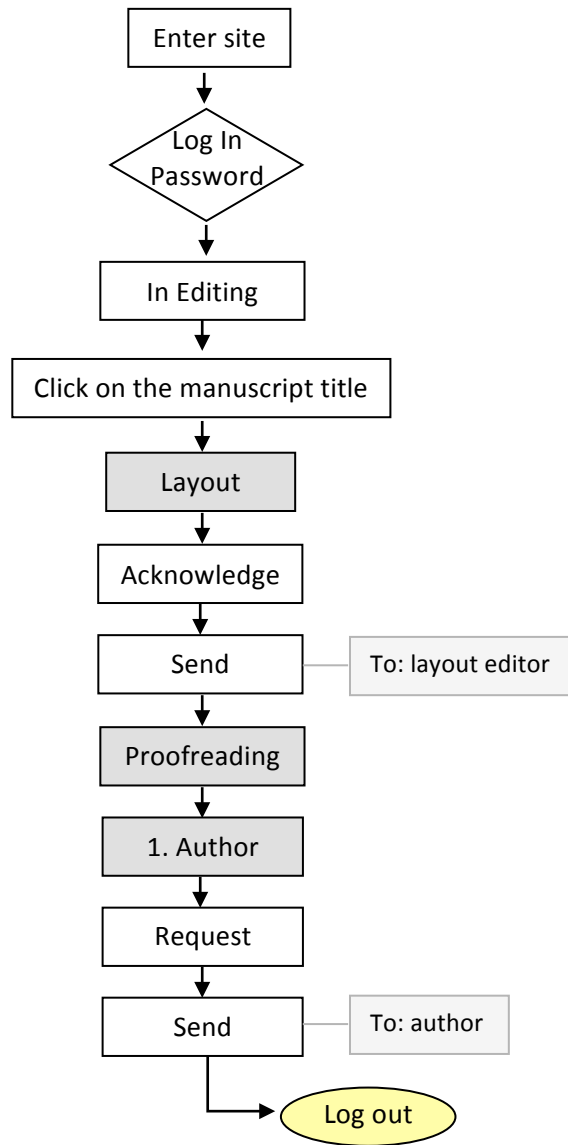 Enter site
Log In
Password
In Editing
Click on the manuscript title
Layout
Acknowledge
Send
To: layout editor
Proofreading
1. Author
Request
Send
To: author
Log out